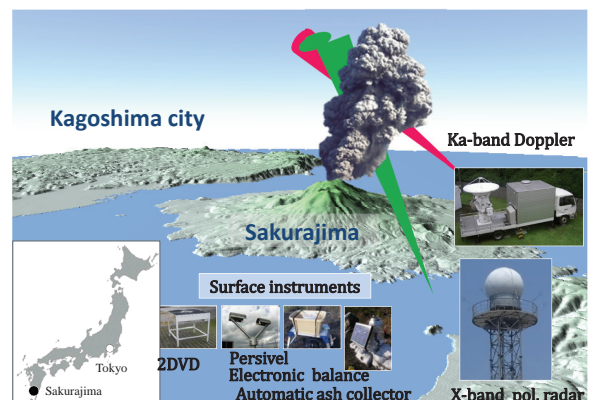 Kagoshima city
Ka-band Doppler
Sakurajima
Surface instruments
2DVD
Persivel
Electronic balance
Automatic ash collector
X-band pol. radar
Tokyo
Sakurajima